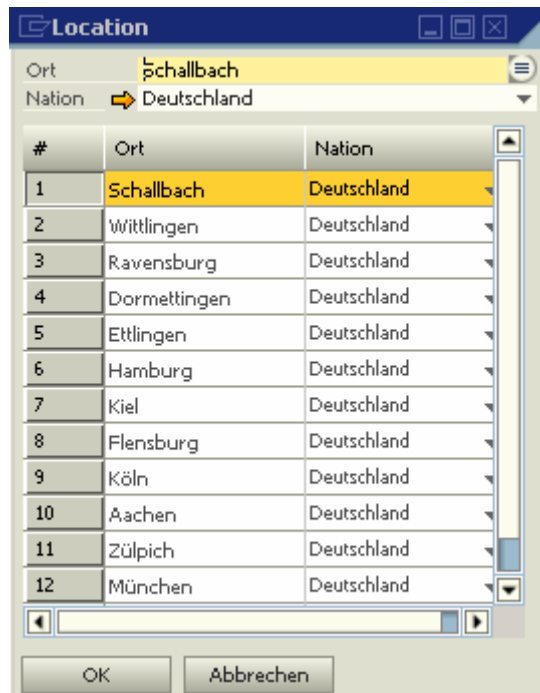 Location
Ort Schallbach
Nation Deutschland
# Ort Nation
1 Schallbach Deutschland
2 Wittlingen Deutschland
3 Ravensburg Deutschland
4 Dormettingen Deutschland
5 Ettlingen Deutschland
6 Hamburg Deutschland
7 Kiel Deutschland
8 Flensburg Deutschland
9 Köln Deutschland
10 Aachen Deutschland
11 Zülpich Deutschland
12 München Deutschland
OK Abbrechen